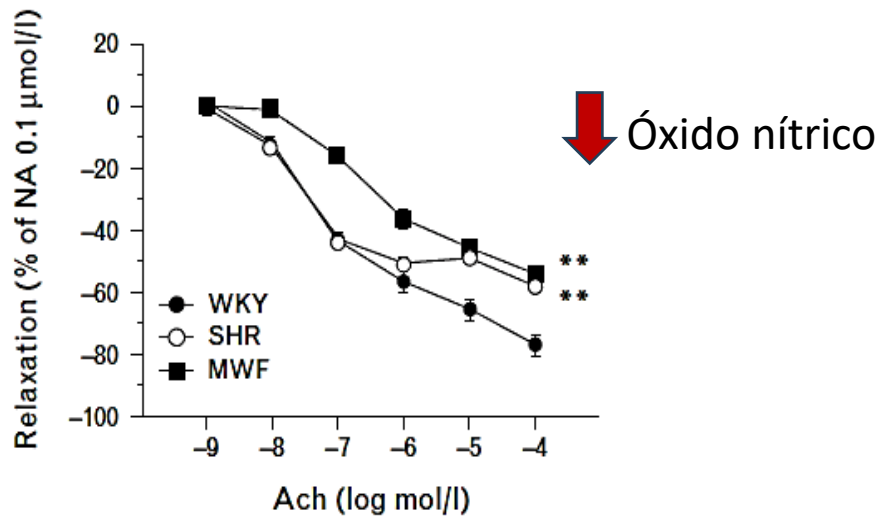 Relaxation (% of NA 0.1 µmol/l)
20
0
–20
–40
–60
–80
–100
Óxido nítrico
**
**
WKY
SHR
MWF
–9 –8 –7 –6 –5 –4
Ach (log mol/l)